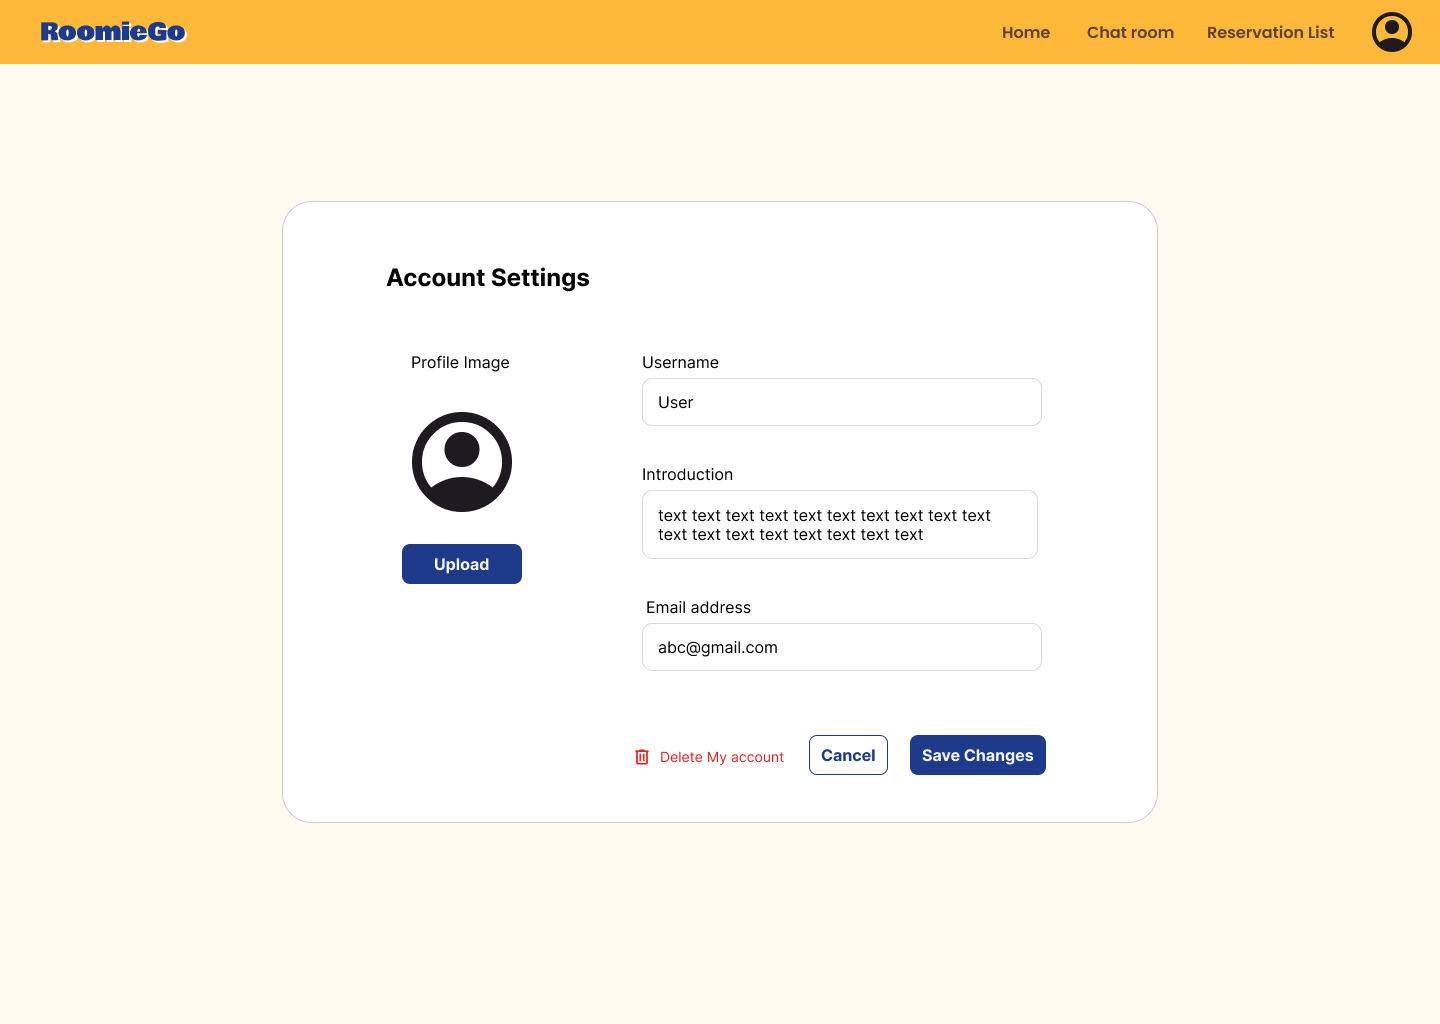 RoomieGo
Home
Chat room
Reservation List
Account Settings
Profile Image
Upload
Username
User
Introduction
text text text text text text text text text text
text text text text text text text text
Email address
abc@gmail.com
Delete My account
Cancel
Save Changes